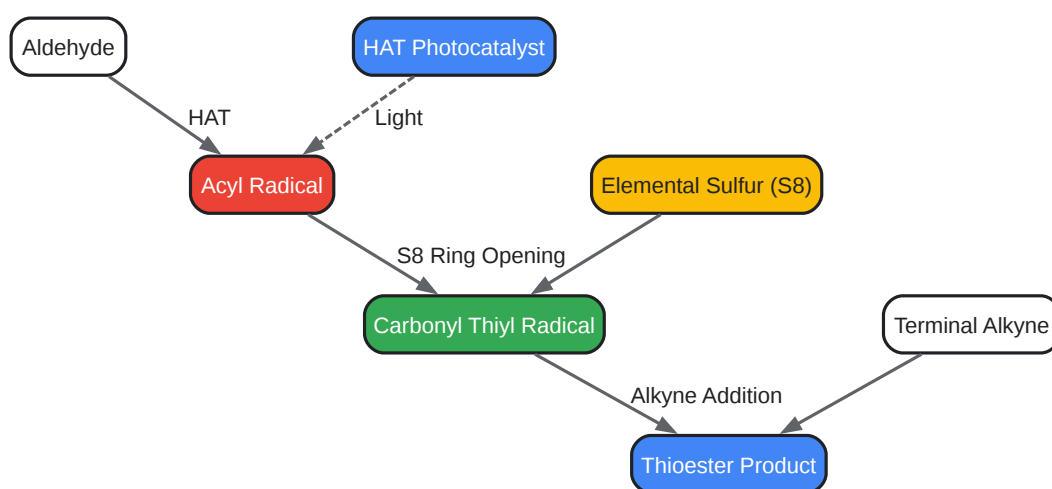 Aldehyde
HAT Photocatalyst
HAT
Light
Acyl Radical
Elemental Sulfur (S8)
S8 Ring Opening
Carbonyl Thiyl Radical
Terminal Alkyne
Alkyne Addition
Thioester Product